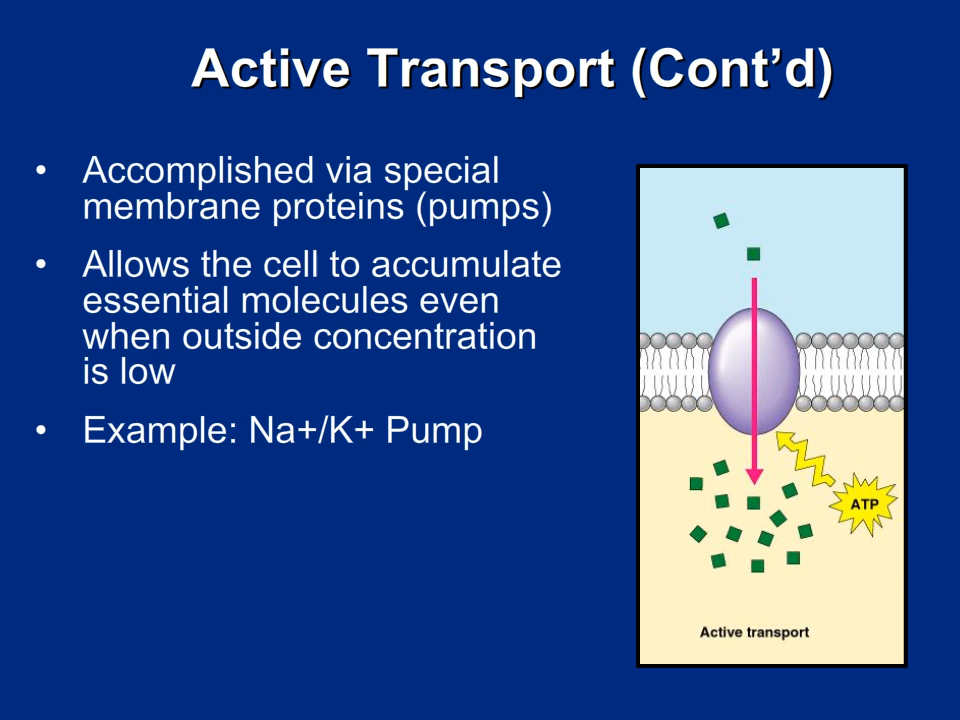 Active Transport (Cont’d)
• Accomplished via special
membrane proteins (pumps)
• Allows the cell to accumulate
essential molecules even
when outside concentration
is low
• Example: Na+/K+ Pump
ATP
Active transport